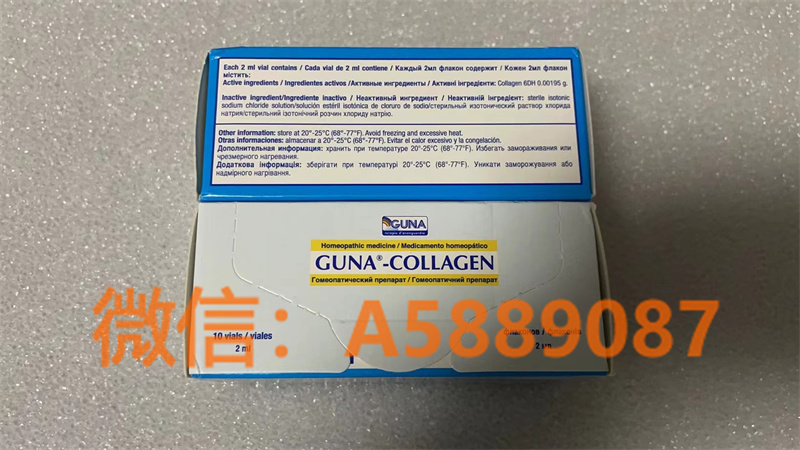 Each 2 ml vial contains / Cada vial de 2 ml contiene / Каждый 2мл флакон содержит / Кожен 2мл флакон
містить:
Active ingredients / Ingredientes activos /Активные ингредиенты / Активні інгредієнти: Collagen 6DH 0.00195 g.
Inactive ingredient/Ingrediente inactivo / Неактивный ингредиент / Неактивній інгредієнт: sterile isotonic
sodium chloride solution/solución estéril isotónica de cloruro de sodio/стерильный изотонический раствор хлорида
натрия/стерильний ізотонічний розчин хлориду натрію.
Other information: store at 20°-25°C (68°-77°F). Avoid freezing and excessive heat.
Otras informaciones: almacenar a 20°-25°C (68°-77°F). Evitar el calor excesivo y la congelación.
Дополнительная информация: хранить при температуре 20°-25°C (68°-77°F). Избегать замораживания или
чрезмерного нагревания.
Додаткова інформація: зберігати при температурі 20°-25°C (68°-77°F). Уникати заморожування або
надмірного нагрівання.
GUNA
terapie d'avanguardia
Homeopathic medicine / Medicamento homeopático
GUNA®-COLLAGEN
Гомеопатический препарат / Гомеопатичний препарат
微信：A5889087
10 vials / viales
2 ml
2 мл